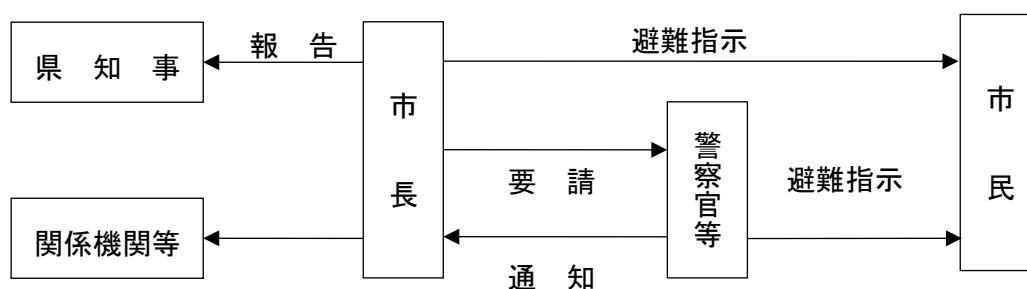 県 知 事
報 告
市長
避難指示
市民
警察官等
要 請
避難指示
関係機関等
通 知